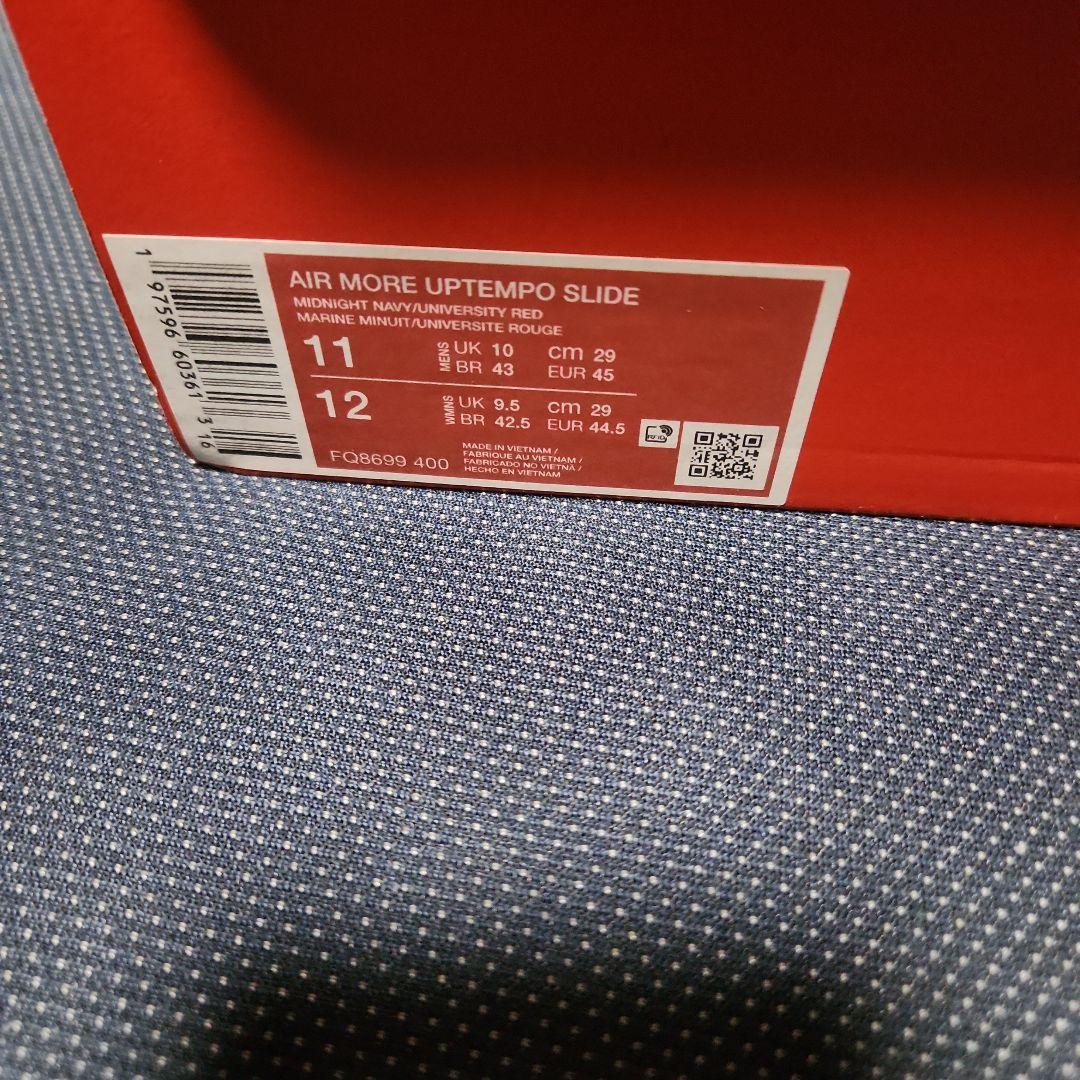 AIR MORE UPTEMPO SLIDE
MIDNIGHT NAVY/UNIVERSITY RED
MARINE MINUIT/UNIVERSITE ROUGE
11 MENS UK 10 cm 29
BR 43 EUR 45
12 WMNS UK 9.5 cm 29
BR 42.5 EUR 44.5
FQ8699 400
MADE IN VIETNAM /
FABRIQUE AU VIETNAM /
FABRICADO NO VIETNÃ /
HECHO EN VIETNAM
RFID
1 97596 60361 3 16